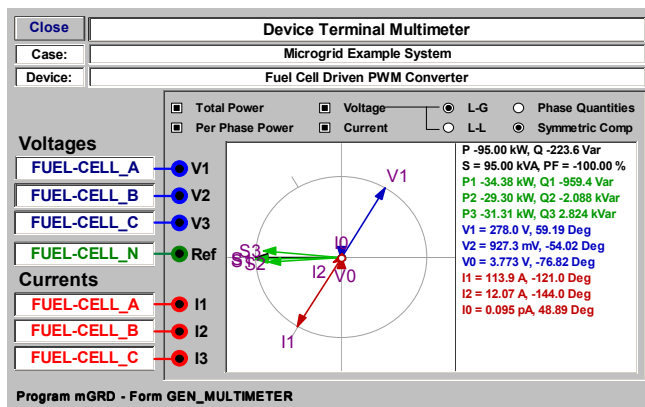 Close
Device Terminal Multimeter
Case:
Microgrid Example System
Device:
Fuel Cell Driven PWM Converter
Total Power
Voltage
L-G
Phase Quantities
Per Phase Power
Current
L-L
Symmetric Comp
Voltages
FUEL-CELL_A V1
FUEL-CELL_B V2
FUEL-CELL_C V3
FUEL-CELL_N Ref
Currents
FUEL-CELL_A I1
FUEL-CELL_B I2
FUEL-CELL_C I3
V1
I0
S3
S2
I2
V0
I1
P -95.00 kW, Q -223.6 Var
S = 95.00 kVA, PF = -100.00 %
P1 -34.38 kW, Q1 -959.4 Var
P2 -29.30 kW, Q2 -2.088 kVar
P3 -31.31 kW, Q3 2.824 kVar
V1 = 278.0 V, 59.19 Deg
V2 = 927.3 mV, -54.02 Deg
V0 = 3.773 V, -76.82 Deg
I1 = 113.9 A, -121.0 Deg
I2 = 12.07 A, -144.0 Deg
I0 = 0.095 pA, 48.89 Deg
Program mGRD - Form GEN_MULTIMETER